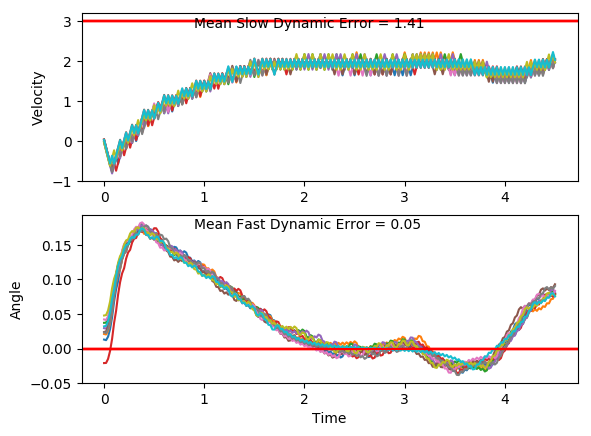 Mean Slow Dynamic Error = 1.41
3
2
1
0
−1
Velocity
0 1 2 3 4
Mean Fast Dynamic Error = 0.05
0.15
0.10
0.05
0.00
−0.05
Angle
0 1 2 3 4
Time